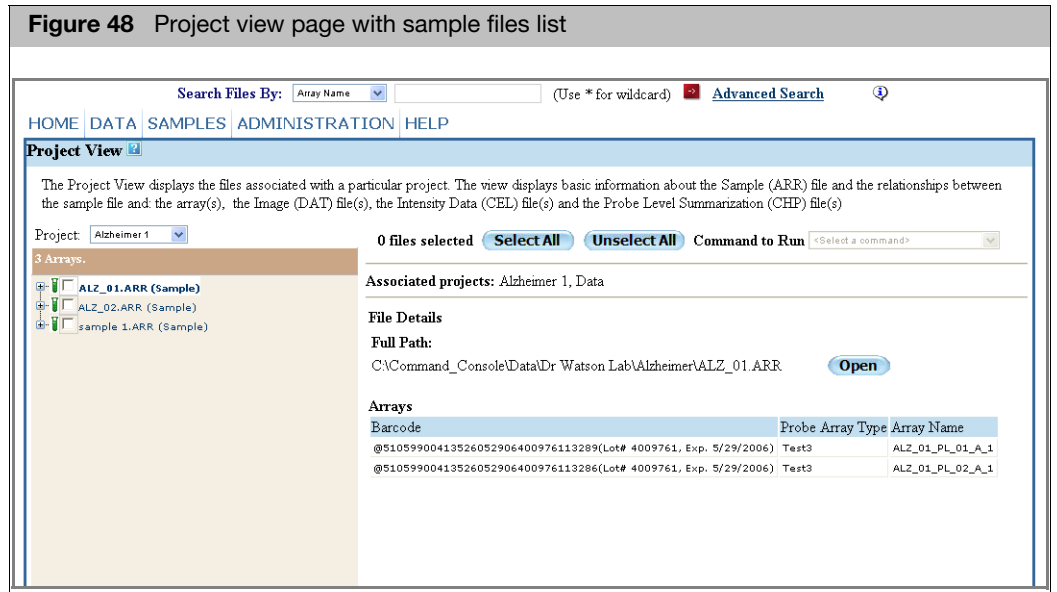 Figure 48 Project view page with sample files list
Search Files By: Array Name (Use * for wildcard) Advanced Search
HOME DATA SAMPLES ADMINISTRATION HELP
Project View
The Project View displays the files associated with a particular project. The view displays basic information about the Sample (ARR) file and the relationships between
the sample file and: the array(s), the Image (DAT) file(s), the Intensity Data (CEL) file(s) and the Probe Level Summarization (CHP) file(s)
Project: Alzheimer 1
3 Arrays.
ALZ_01.ARR (Sample)
ALZ_02.ARR (Sample)
sample 1.ARR (Sample)
0 files selected Select All Unselect All Command to Run <Select a command>
Associated projects: Alzheimer 1, Data
File Details
Full Path:
C:\Command_Console\Data\Dr Watson Lab\Alzheimer\ALZ_01.ARR Open
Arrays
Barcode Probe Array Type Array Name
@51059900413526052906400976113289(Lot# 4009761, Exp. 5/29/2006) Test3 ALZ_01_PL_01_A_1
@51059900413526052906400976113286(Lot# 4009761, Exp. 5/29/2006) Test3 ALZ_01_PL_02_A_1